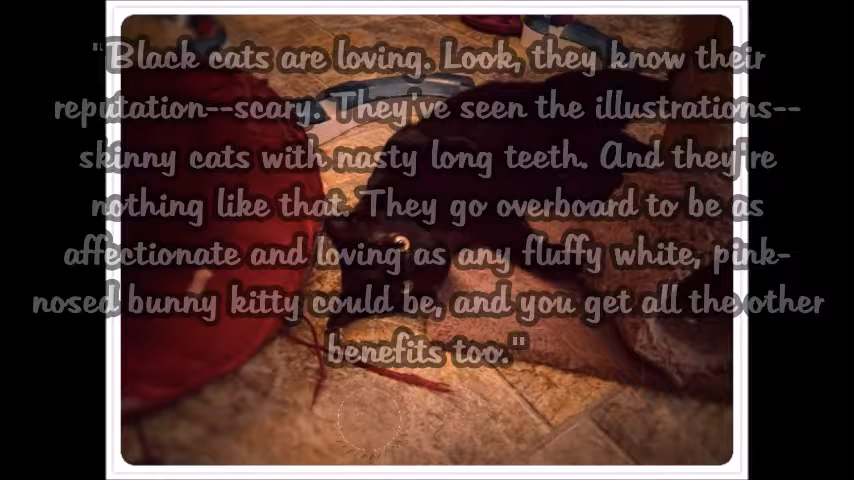 "Black cats are loving. Look, they know their
reputation--scary. They've seen the illustrations--
skinny cats with nasty long teeth. And they're
nothing like that. They go overboard to be as
affectionate and loving as any fluffy white, pink-
nosed bunny kitty could be, and you get all the other
benefits too."